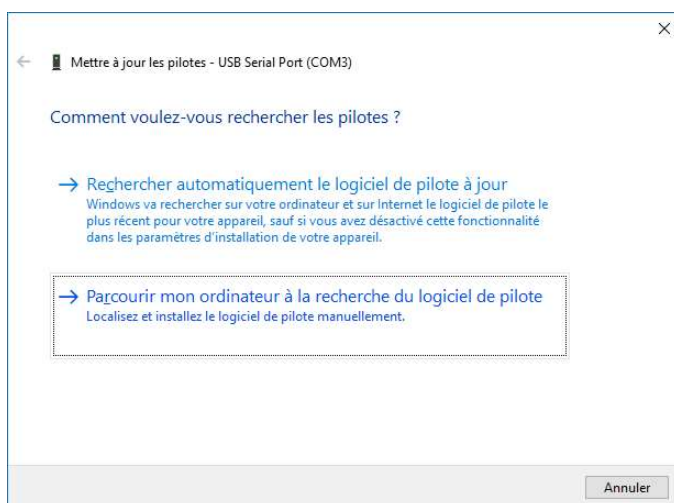 Mettre à jour les pilotes - USB Serial Port (COM3)
Comment voulez-vous rechercher les pilotes ?
Rechercher automatiquement le logiciel de pilote à jour
Windows va rechercher sur votre ordinateur et sur Internet le logiciel de pilote le
plus récent pour votre appareil, sauf si vous avez désactivé cette fonctionnalité
dans les paramètres d'installation de votre appareil.
Parcourir mon ordinateur à la recherche du logiciel de pilote
Localisez et installez le logiciel de pilote manuellement.
Annuler